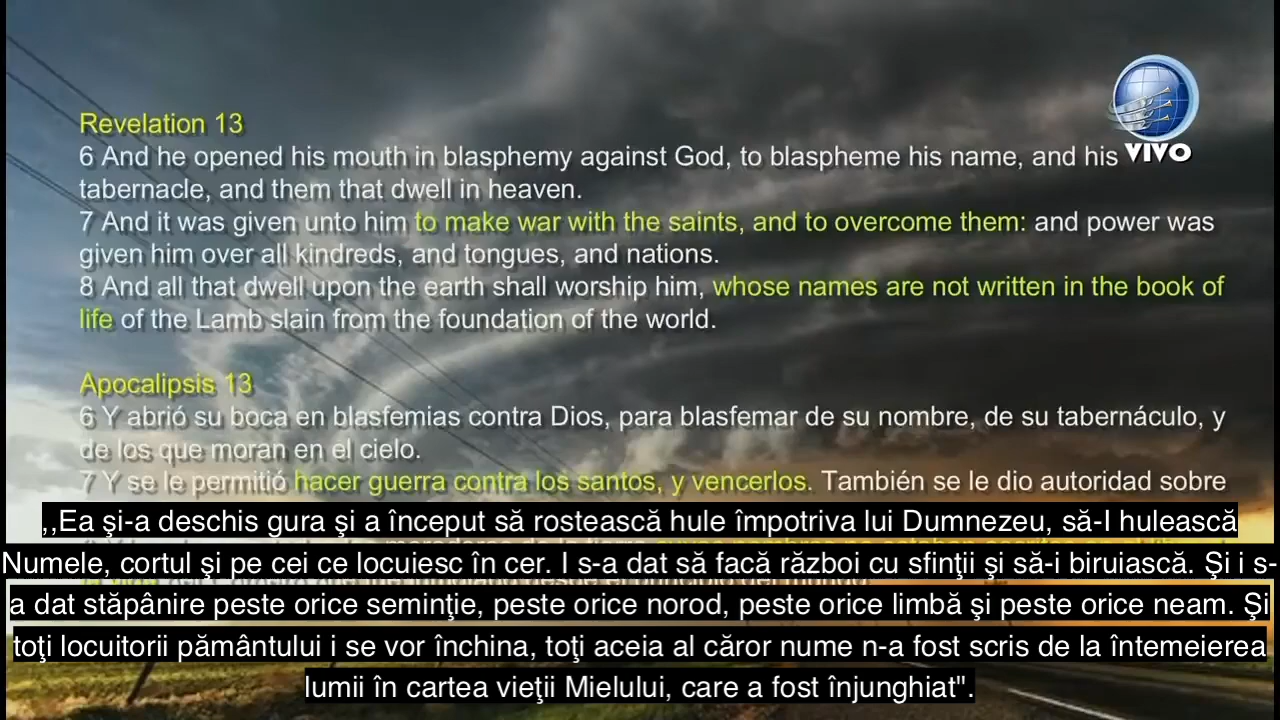 Revelation 13
6 And he opened his mouth in blasphemy against God, to blaspheme his name, and his
tabernacle, and them that dwell in heaven.
7 And it was given unto him to make war with the saints, and to overcome them: and power was
given him over all kindreds, and tongues, and nations.
8 And all that dwell upon the earth shall worship him, whose names are not written in the book of
life of the Lamb slain from the foundation of the world.
VIVO
Apocalipsis 13
6 Y abrió su boca en blasfemias contra Dios, para blasfemar de su nombre, de su tabernáculo, y
de los que moran en el cielo.
7 Y se le permitió hacer guerra contra los santos, y vencerlos. También se le dio autoridad sobre
,,Ea şi-a deschis gura şi a început să rostească hule împotriva lui Dumnezeu, să-I hulească
Numele, cortul şi pe cei ce locuiesc în cer. I s-a dat să facă război cu sfinţii şi să-i biruiască. Şi i s-
a dat stăpânire peste orice seminţie, peste orice norod, peste orice limbă şi peste orice neam. Şi
toţi locuitorii pământului i se vor închina, toţi aceia al căror nume n-a fost scris de la întemeierea
lumii în cartea vieţii Mielului, care a fost înjunghiat".